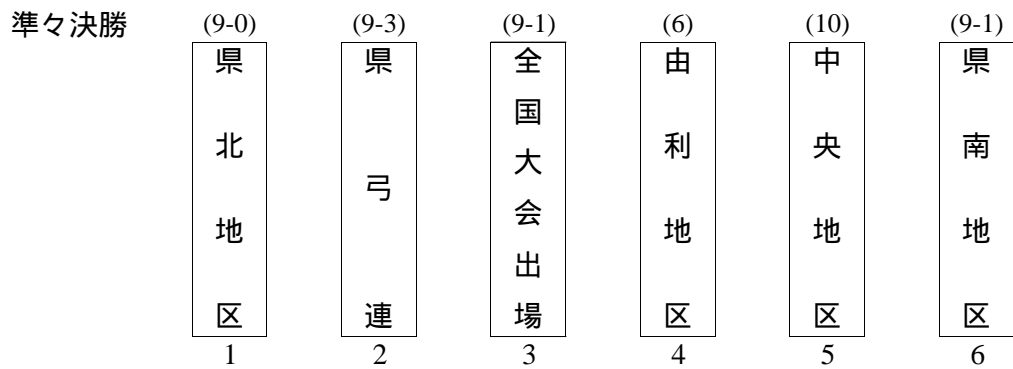 準々決勝 (9-0) (9-3) (9-1) (6) (10) (9-1)
県北地区
県弓連
全国大会出場
由利地区
中央地区
県南地区
1 2 3 4 5 6